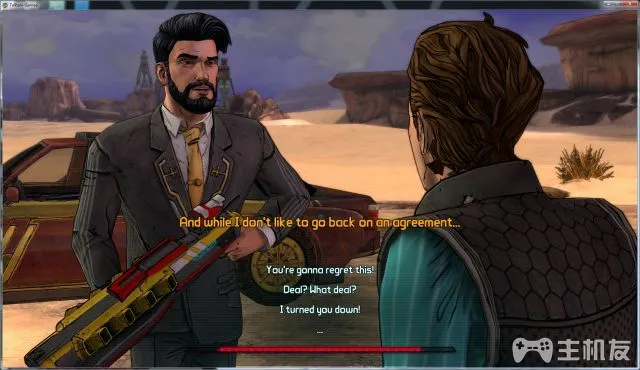 Telltale Games
And while I don't like to go back on an agreement...
You're gonna regret this!
Deal? What deal?
I turned you down!
...
主机友